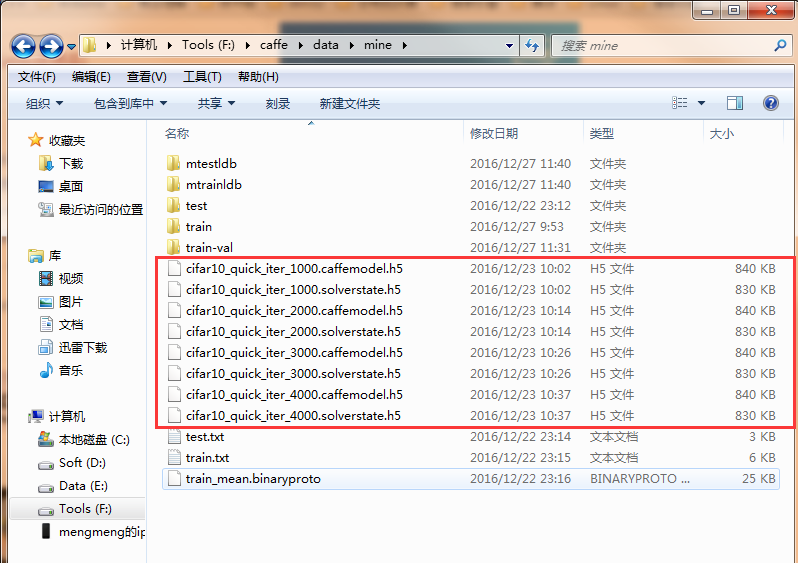 计算机 Tools (F:) caffe data mine 搜索 mine
文件(F) 编辑(E) 查看(V) 工具(T) 帮助(H)
组织 包含到库中 共享 刻录 新建文件夹
名称 修改日期 类型 大小
收藏夹
下载
桌面
最近访问的位置
库
视频
图片
文档
迅雷下载
音乐
计算机
本地磁盘 (C:)
Soft (D:)
Data (E:)
Tools (F:)
mengmeng的ip
mtestldb 2016/12/27 11:40 文件夹
mtrainldb 2016/12/27 11:40 文件夹
test 2016/12/22 23:12 文件夹
train 2016/12/27 9:53 文件夹
train-val 2016/12/27 11:31 文件夹
cifar10_quick_iter_1000.caffemodel.h5 2016/12/23 10:02 H5 文件 840 KB
cifar10_quick_iter_1000.solverstate.h5 2016/12/23 10:02 H5 文件 830 KB
cifar10_quick_iter_2000.caffemodel.h5 2016/12/23 10:14 H5 文件 840 KB
cifar10_quick_iter_2000.solverstate.h5 2016/12/23 10:14 H5 文件 830 KB
cifar10_quick_iter_3000.caffemodel.h5 2016/12/23 10:26 H5 文件 840 KB
cifar10_quick_iter_3000.solverstate.h5 2016/12/23 10:26 H5 文件 830 KB
cifar10_quick_iter_4000.caffemodel.h5 2016/12/23 10:37 H5 文件 840 KB
cifar10_quick_iter_4000.solverstate.h5 2016/12/23 10:37 H5 文件 830 KB
test.txt 2016/12/22 23:14 文本文档 3 KB
train.txt 2016/12/22 23:15 文本文档 6 KB
train_mean.binaryproto 2016/12/22 23:16 BINARYPROTO ... 25 KB